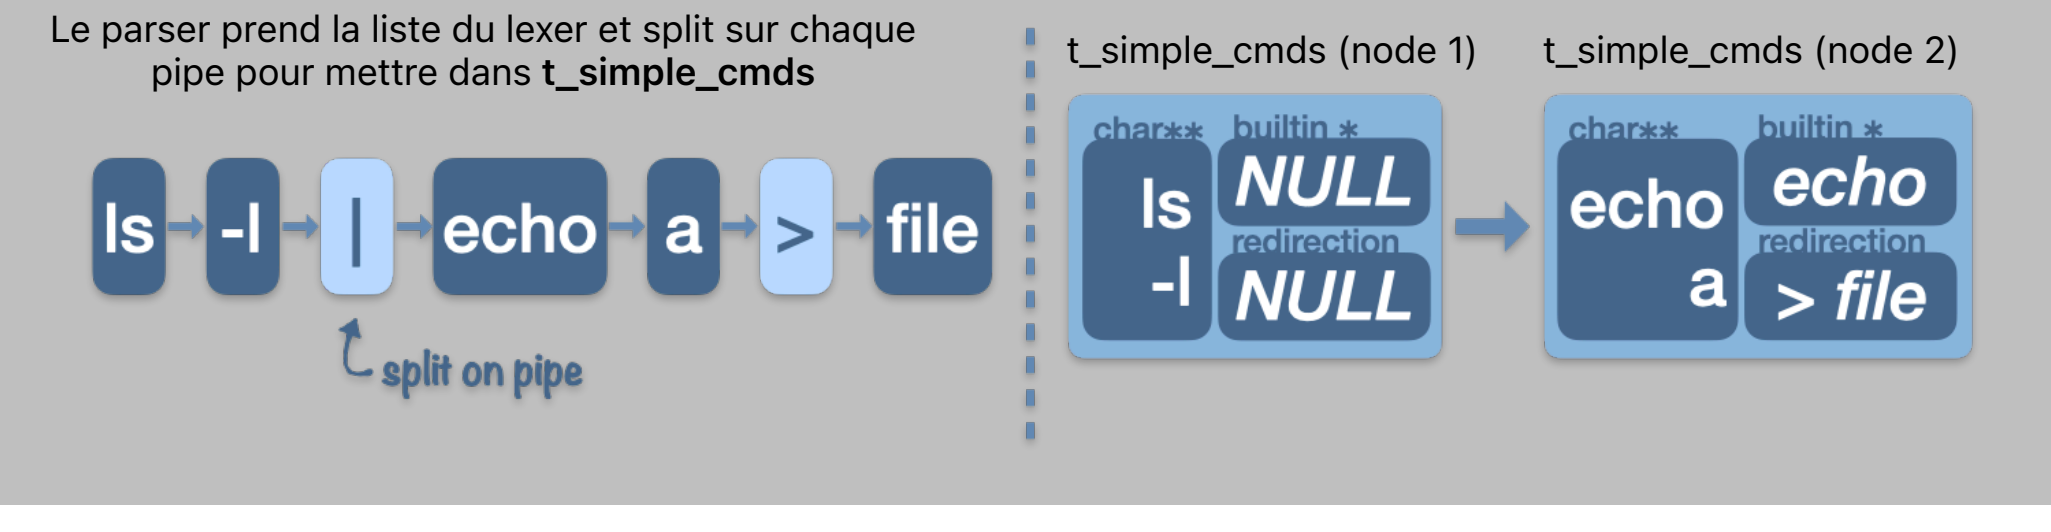 Le parser prend la liste du lexer et split sur chaque
pipe pour mettre dans t_simple_cmds
ls -l | echo a > file
split on pipe
t_simple_cmds (node 1)
char** builtin *
ls
-l
NULL
redirection
NULL
t_simple_cmds (node 2)
char** builtin *
echo
a
echo
redirection
> file